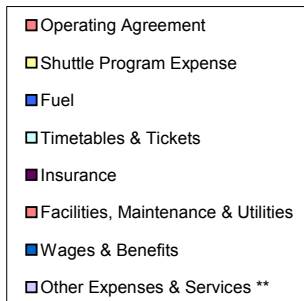 Operating Agreement
Shuttle Program Expense
Fuel
Timetables & Tickets
Insurance
Facilities, Maintenance & Utilities
Wages & Benefits
Other Expenses & Services **